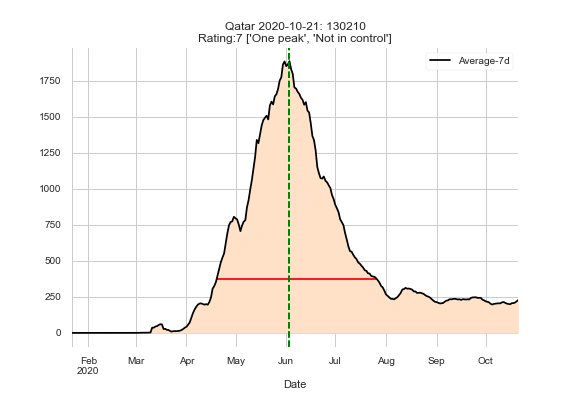 Qatar 2020-10-21: 130210
Rating:7 ['One peak', 'Not in control']
Average-7d
1750
1500
1250
1000
750
500
250
0
Feb Mar Apr May Jun Jul Aug Sep Oct
2020
Date